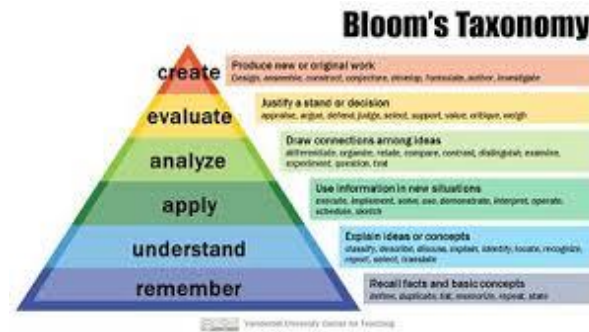 Bloom's Taxonomy
create
Produce new or original work
Design, assemble, construct, conjecture, develop, formulate, author, investigate
evaluate
Justify a stand or decision
appraise, argue, defend, judge, select, support, value, critique, weigh
analyze
Draw connections among ideas
differentiate, organize, relate, compare, contrast, distinguish, examine,
experiment, question, test
apply
Use information in new situations
execute, implement, solve, use, demonstrate, interpret, operate,
schedule, sketch
understand
Explain ideas or concepts
classify, describe, discuss, explain, identify, locate, recognize,
report, select, translate
remember
Recall facts and basic concepts
define, duplicate, list, memorize, repeat, state
Vanderbilt University Center for Teaching